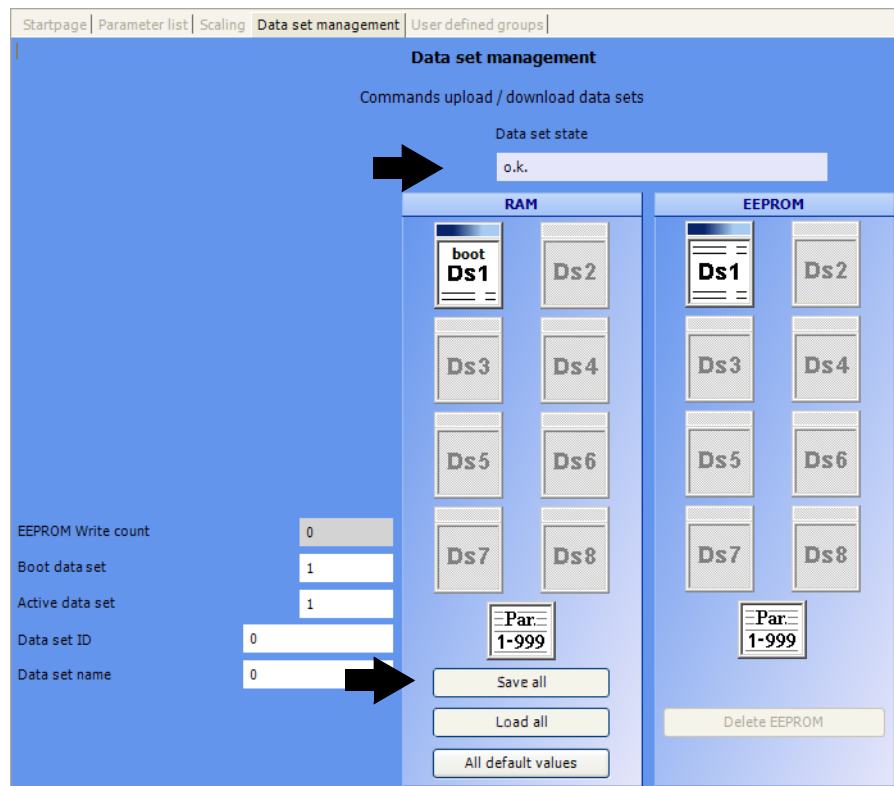 Startpage Parameter list Scaling Data set management User defined groups
Data set management
Commands upload / download data sets
Data set state
o.k.
RAM EEPROM
boot
Ds1 Ds2 Ds1 Ds2
Ds3 Ds4 Ds3 Ds4
Ds5 Ds6 Ds5 Ds6
EEPROM Write count 0
Ds7 Ds8 Ds7 Ds8
Boot data set 1
Active data set 1
Par. Par.
1-999 1-999
Data set ID 0
Data set name 0
Save all
Load all Delete EEPROM
All default values